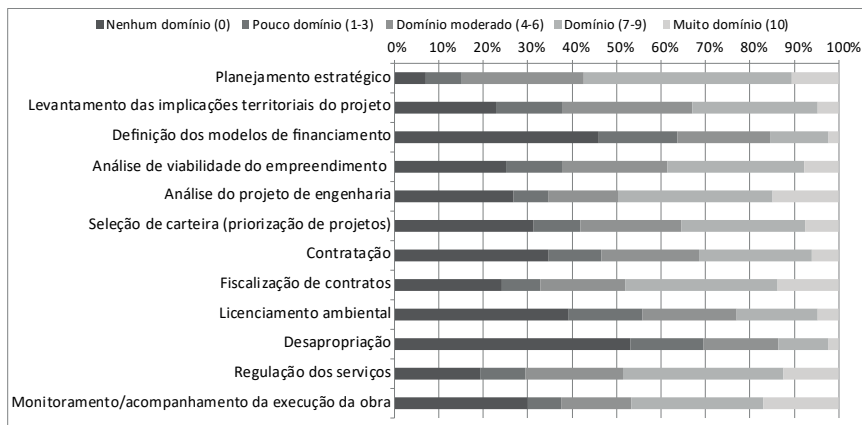 Nenhum domínio (0) Pouco domínio (1-3) Domínio moderado (4-6) Domínio (7-9) Muito domínio (10)
0% 10% 20% 30% 40% 50% 60% 70% 80% 90% 100%
Planejamento estratégico
Levantamento das implicações territoriais do projeto
Definição dos modelos de financiamento
Análise de viabilidade do empreendimento
Análise do projeto de engenharia
Seleção de carteira (priorização de projetos)
Contratação
Fiscalização de contratos
Licenciamento ambiental
Desapropriação
Regulação dos serviços
Monitoramento/acompanhamento da execução da obra